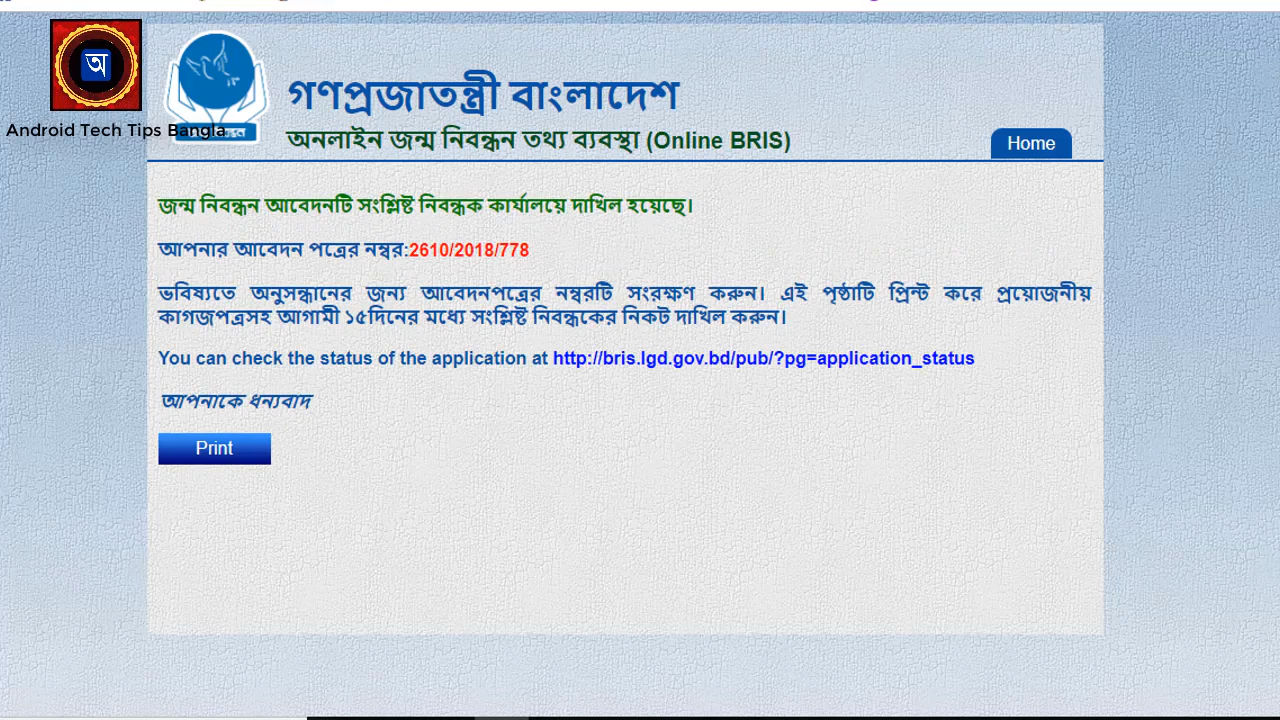 অ
Android Tech Tips Bangla
গণপ্রজাতন্ত্রী বাংলাদেশ
অনলাইন জন্ম নিবন্ধন তথ্য ব্যবস্থা (Online BRIS)
Home
জন্ম নিবন্ধন আবেদনটি সংশ্লিষ্ট নিবন্ধক কার্যালয়ে দাখিল হয়েছে।
আপনার আবেদন পত্রের নম্বর:2610/2018/778
ভবিষ্যতে অনুসন্ধানের জন্য আবেদনপত্রের নম্বরটি সংরক্ষণ করুন। এই পৃষ্ঠাটি প্রিন্ট করে প্রয়োজনীয়
কাগজপত্রসহ আগামী ১৫দিনের মধ্যে সংশ্লিষ্ট নিবন্ধকের নিকট দাখিল করুন।
You can check the status of the application at http://bris.lgd.gov.bd/pub/?pg=application_status
আপনাকে ধন্যবাদ
Print